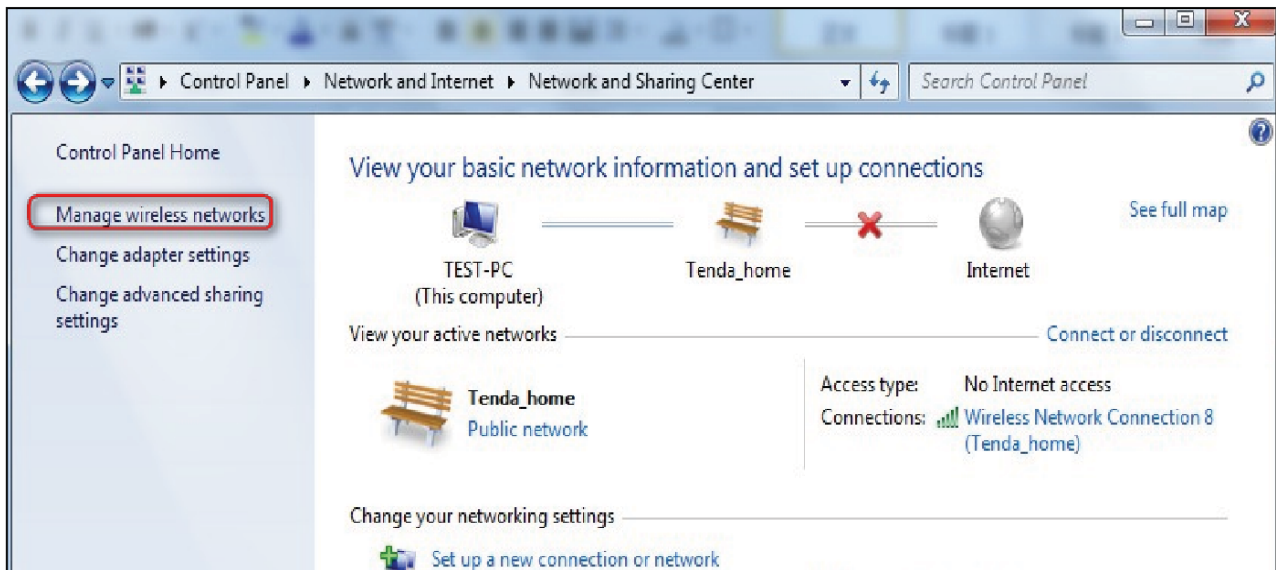 Control Panel ▸ Network and Internet ▸ Network and Sharing Center
Search Control Panel
Control Panel Home
Manage wireless networks
Change adapter settings
Change advanced sharing
settings
View your basic network information and set up connections
See full map
TEST-PC
(This computer)
Tenda_home
Internet
View your active networks
Connect or disconnect
Tenda_home
Public network
Access type: No Internet access
Connections: Wireless Network Connection 8
(Tenda_home)
Change your networking settings
Set up a new connection or network